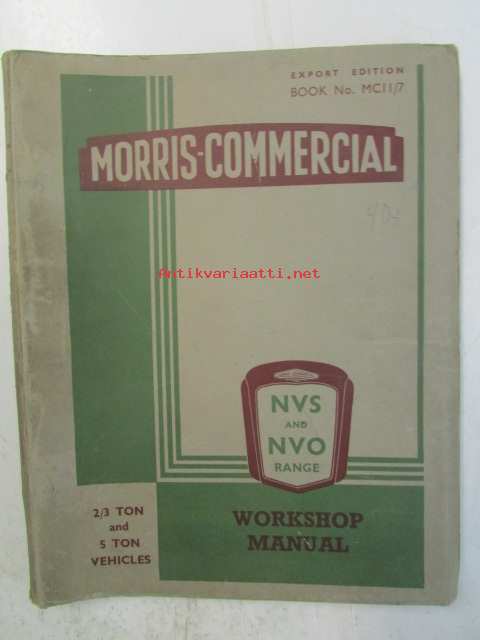 EXPORT EDITION
BOOK No. MC11/7
MORRIS-COMMERCIAL
Antikvariaatti.net
NVS
AND
NVO
RANGE
2/3 TON
and
5 TON
VEHICLES
WORKSHOP
MANUAL